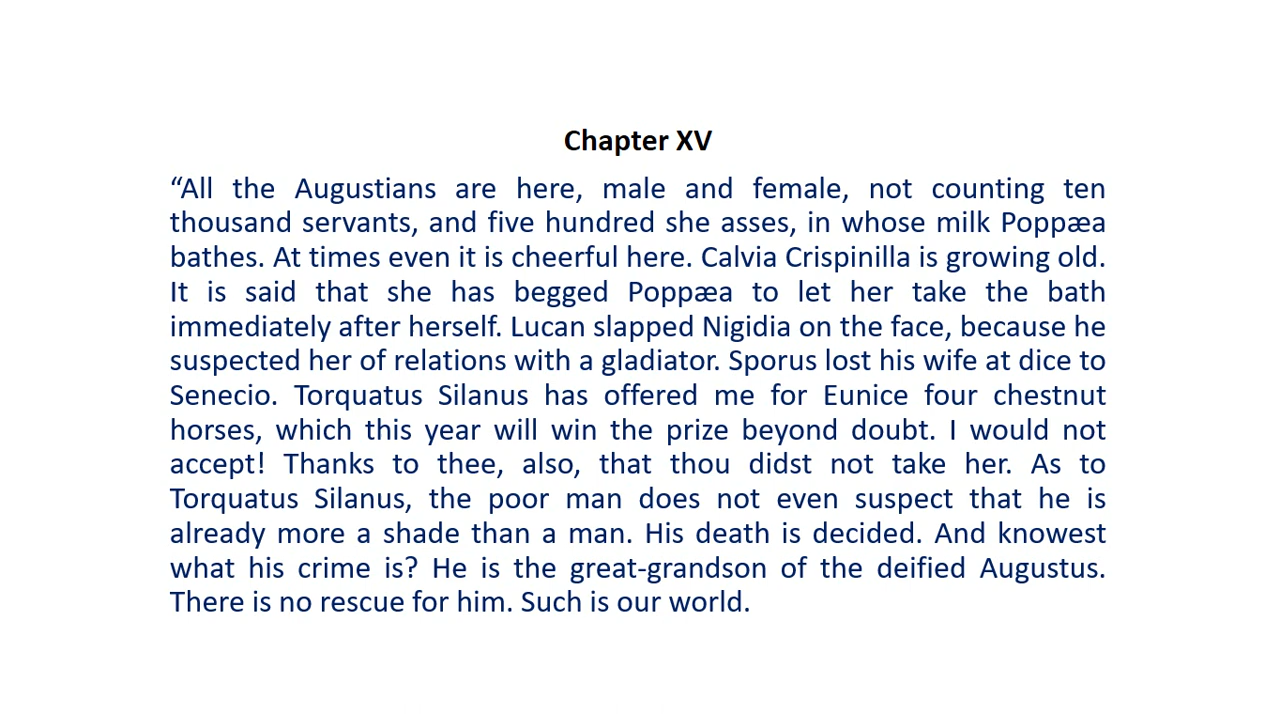 Chapter XV
“All the Augustians are here, male and female, not counting ten
thousand servants, and five hundred she asses, in whose milk Poppæa
bathes. At times even it is cheerful here. Calvia Crispinilla is growing old.
It is said that she has begged Poppæa to let her take the bath
immediately after herself. Lucan slapped Nigidia on the face, because he
suspected her of relations with a gladiator. Sporus lost his wife at dice to
Senecio. Torquatus Silanus has offered me for Eunice four chestnut
horses, which this year will win the prize beyond doubt. I would not
accept! Thanks to thee, also, that thou didst not take her. As to
Torquatus Silanus, the poor man does not even suspect that he is
already more a shade than a man. His death is decided. And knowest
what his crime is? He is the great-grandson of the deified Augustus.
There is no rescue for him. Such is our world.